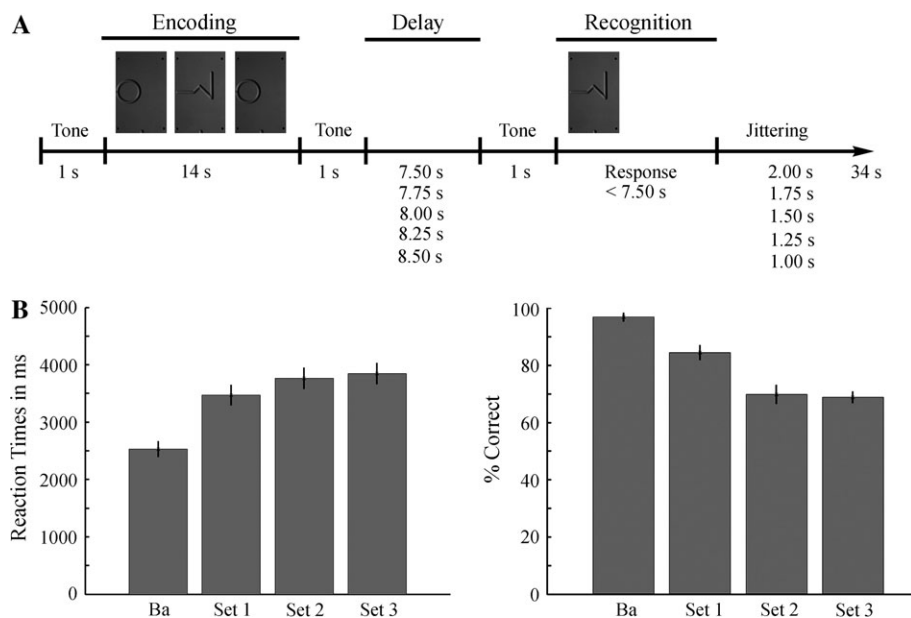 A
Encoding Delay Recognition
Tone Tone Tone Jittering
1 s 14 s 1 s 7.50 s 1 s Response 2.00 s 34 s
7.75 s < 7.50 s 1.75 s
8.00 s 1.50 s
8.25 s 1.25 s
8.50 s 1.00 s
B
Reaction Times in ms
5000
4000
3000
2000
1000
0
Ba Set 1 Set 2 Set 3
% Correct
100
80
60
40
20
0
Ba Set 1 Set 2 Set 3